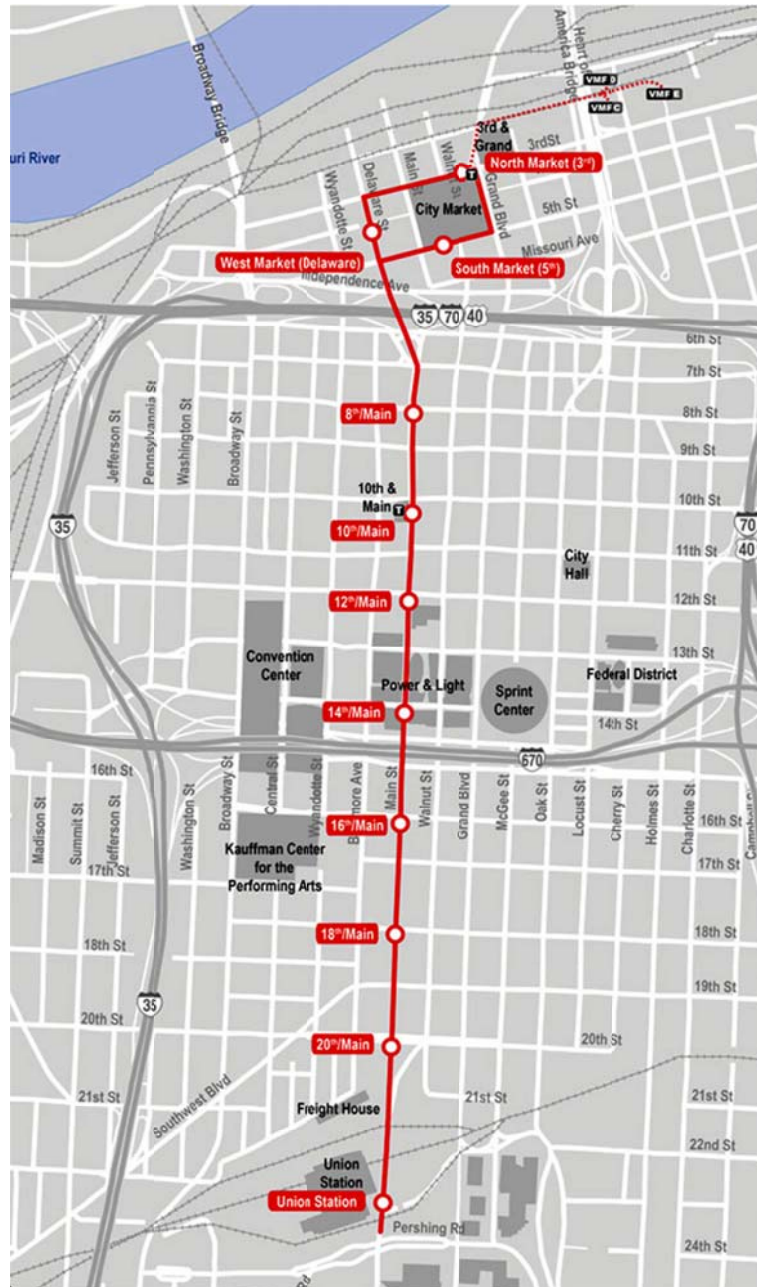 Broadway Bridge
Heart of
America Bridge
VMF D
VMF C
VMF E
uri River
3rd &
Grand
3rdSt
North Market (3rd)
T
Wyandotte St
Delaware St
Main St
Walnut St
Grand Blvd
City Market
5th St
Missouri Ave
West Market (Delaware)
South Market (5th)
Independence Ave
35
70
40
6th St
7th St
8th/Main
8th St
Jefferson St
Pennsylvania St
Washington St
Broadway St
9th St
10th &
Main
T
10th/Main
10th St
35
70
40
11th St
City
Hall
12th/Main
12th St
Convention
Center
13th St
Power & Light
Sprint
Center
Federal District
14th/Main
14th St
670
16th St
Madison St
Summit St
Jefferson St
Washington St
Broadway St
Central St
Wyandotte St
Main St
Walnut St
Grand Blvd
McGee St
Oak St
Locust St
Cherry St
Holmes St
Charlotte St
16th/Main
16th St
Kauffman Center
for the
Performing Arts
17th St
17th St
18th/Main
18th St
18th St
35
19th St
20th St
20th/Main
20th St
Southwest Blvd
21st St
Freight House
21st St
21st St
22nd St
Union
Station
Union Station
Pershing Rd
24th St
Rd